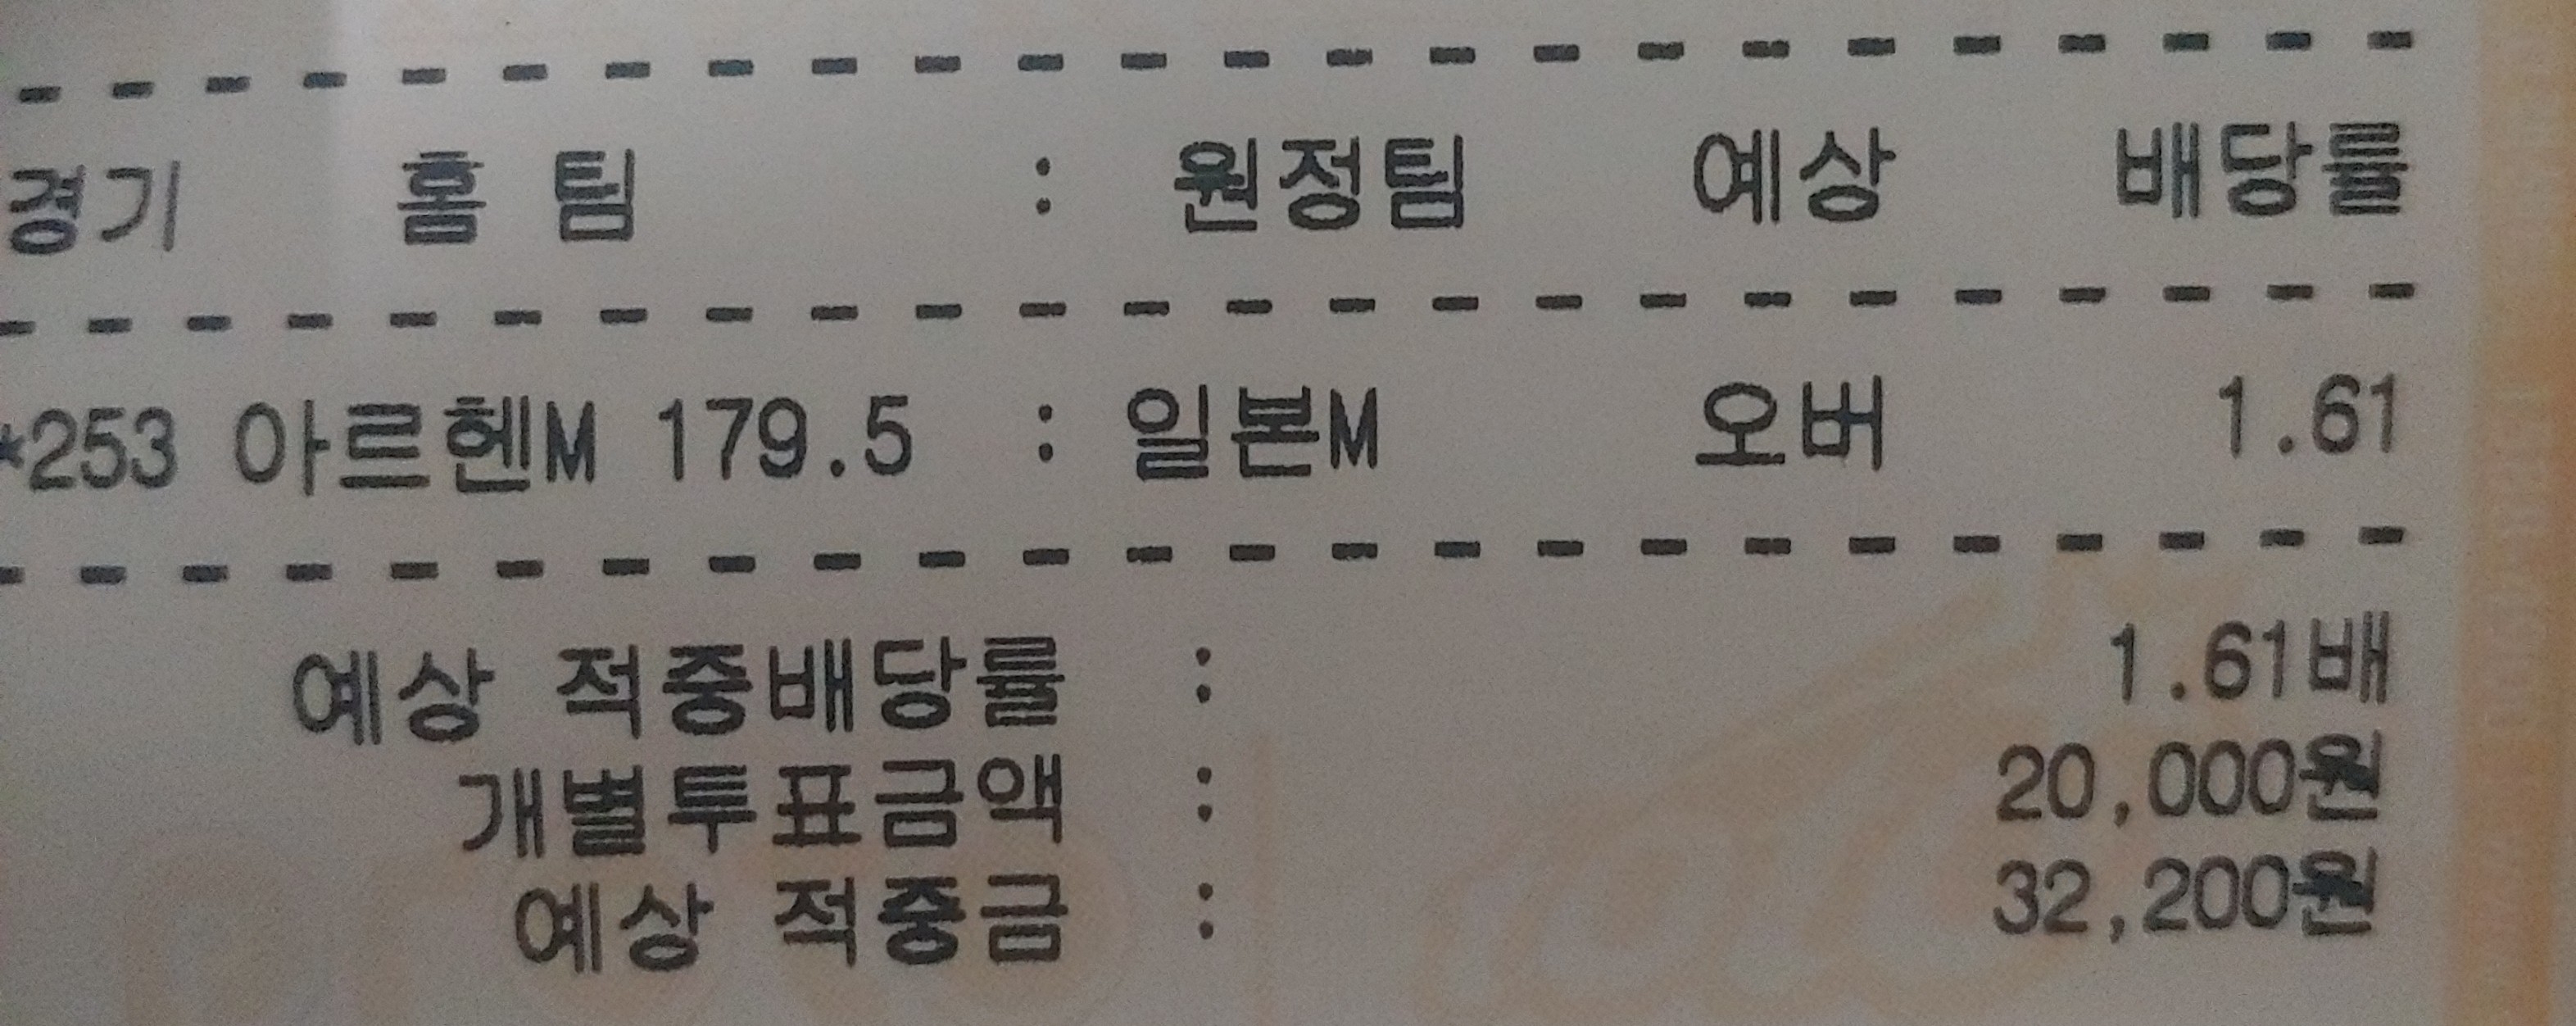 - - - - - - - - - - - - - - - - - - - - - - - -
경기 홈 팀 : 원정팀 예상 배당률
- - - - - - - - - - - - - - - - - - - - - - - -
*253 아르헨M 179.5 : 일본M 오버 1.61
- - - - - - - - - - - - - - - - - - - - - - - -
예상 적중배당률 : 1.61배
개별투표금액 : 20,000원
예상 적중금 : 32,200원